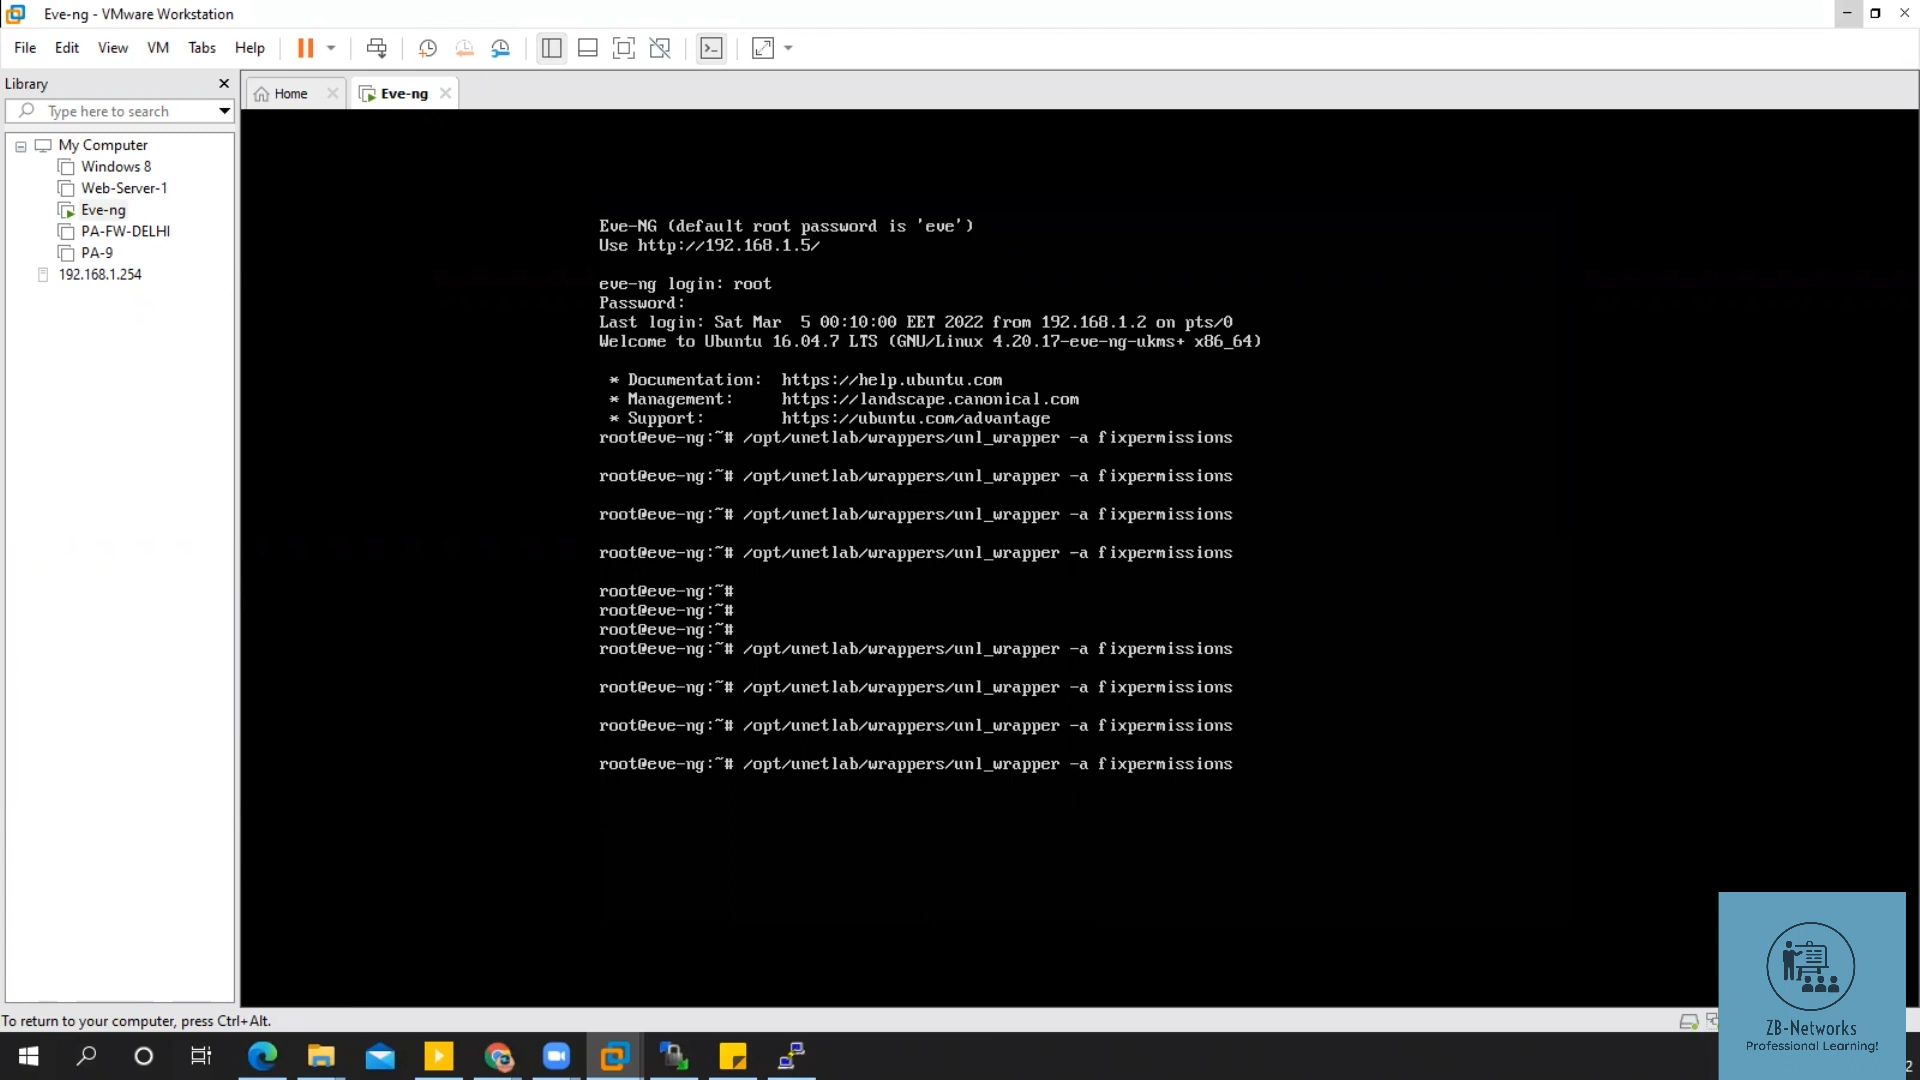 Eve-ng - VMware Workstation
File Edit View VM Tabs Help
Library
Home
Eve-ng
Type here to search
My Computer
Windows 8
Web-Server-1
Eve-ng
PA-FW-DELHI
PA-9
192.168.1.254
Eve-NG (default root password is 'eve')
Use http://192.168.1.5/
eve-ng login: root
Password:
Last login: Sat Mar  5 00:10:00 EET 2022 from 192.168.1.2 on pts/0
Welcome to Ubuntu 16.04.7 LTS (GNU/Linux 4.20.17-eve-ng-ukms+ x86_64)
* Documentation:  https://help.ubuntu.com
* Management:     https://landscape.canonical.com
* Support:        https://ubuntu.com/advantage
root@eve-ng:~# /opt/unetlab/wrappers/unl_wrapper -a fixpermissions
root@eve-ng:~# /opt/unetlab/wrappers/unl_wrapper -a fixpermissions
root@eve-ng:~# /opt/unetlab/wrappers/unl_wrapper -a fixpermissions
root@eve-ng:~# /opt/unetlab/wrappers/unl_wrapper -a fixpermissions
root@eve-ng:~#
root@eve-ng:~#
root@eve-ng:~#
root@eve-ng:~# /opt/unetlab/wrappers/unl_wrapper -a fixpermissions
root@eve-ng:~# /opt/unetlab/wrappers/unl_wrapper -a fixpermissions
root@eve-ng:~# /opt/unetlab/wrappers/unl_wrapper -a fixpermissions
root@eve-ng:~# /opt/unetlab/wrappers/unl_wrapper -a fixpermissions
To return to your computer, press Ctrl+Alt.
ZB-Networks
Professional Learning!
2